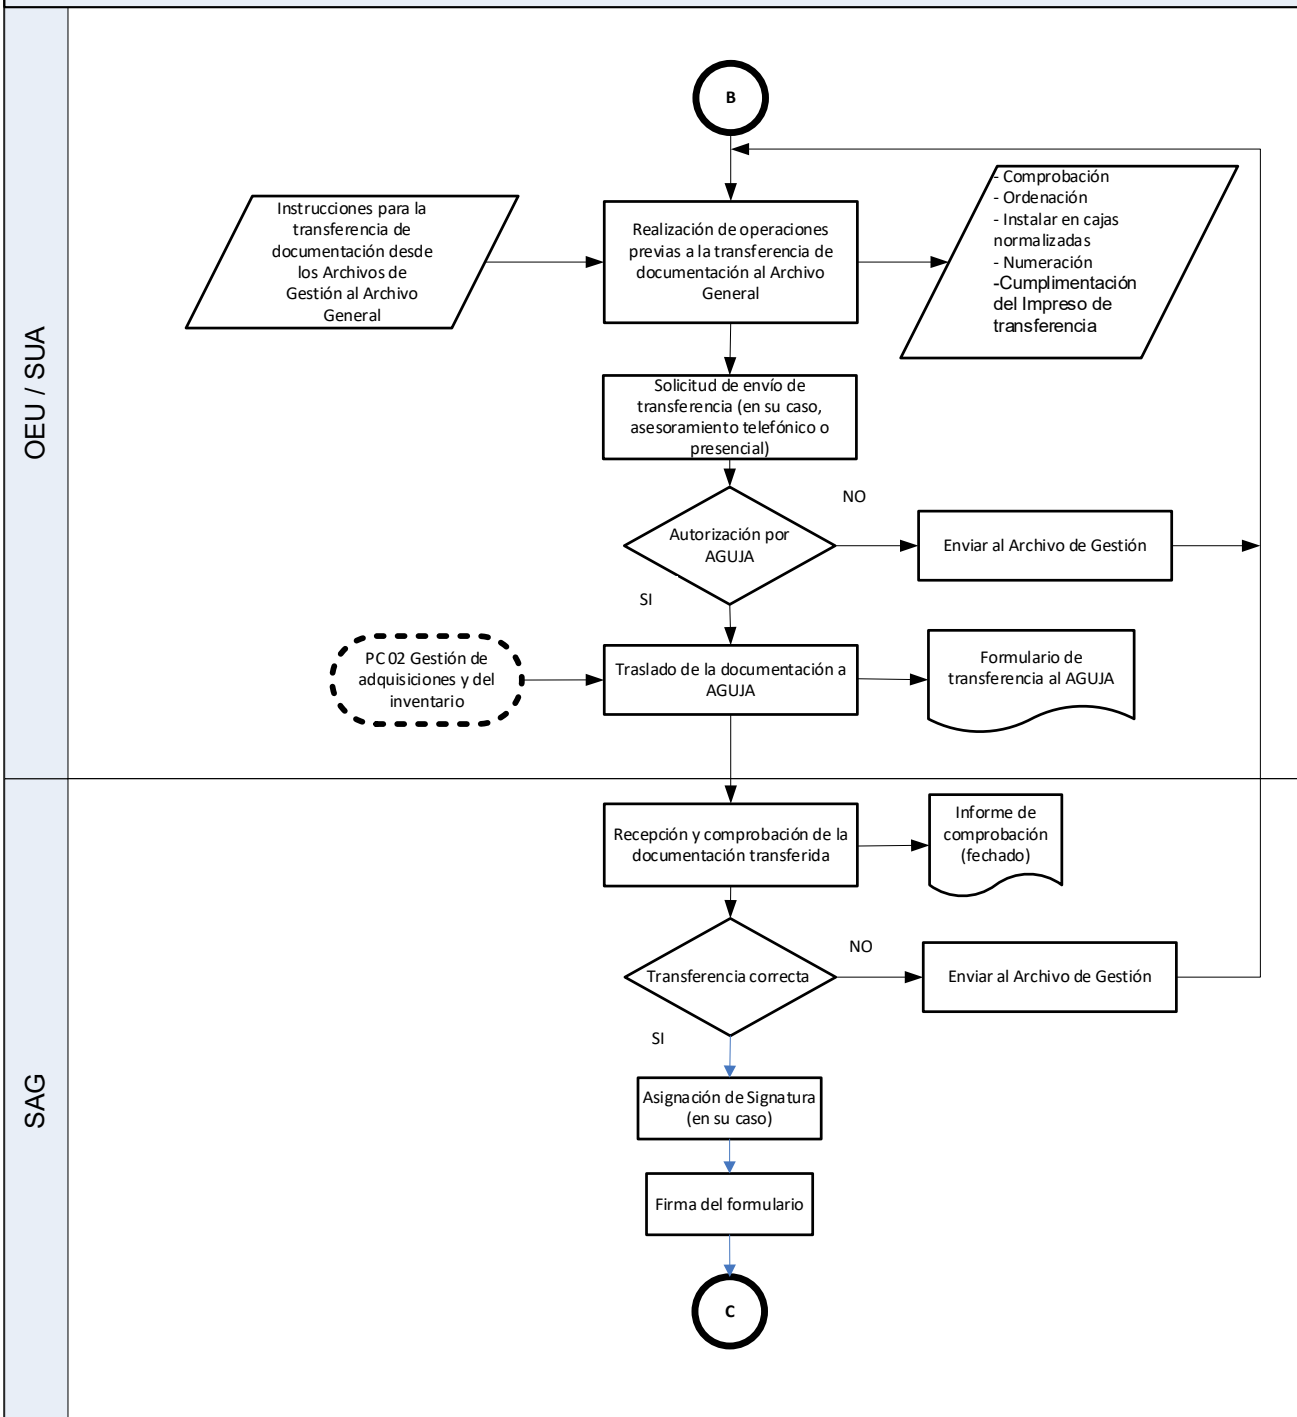 OEU / SUA
B
Instrucciones para la
transferencia de
documentación desde
los Archivos de
Gestión al Archivo
General
Realización de operaciones
previas a la transferencia de
documentación al Archivo
General
- Comprobación
- Ordenación
- Instalar en cajas
normalizadas
- Numeración
-Cumplimentación
del Impreso de
transferencia
Solicitud de envío de
transferencia (en su caso,
asesoramiento telefónico o
presencial)
Autorización por
AGUJA
NO
Enviar al Archivo de Gestión
SI
PC 02 Gestión de
adquisiciones y del
inventario
Traslado de la documentación a
AGUJA
Formulario de
transferencia al AGUJA
SAG
Recepción y comprobación de la
documentación transferida
Informe de
comprobación
(fechado)
Transferencia correcta
NO
Enviar al Archivo de Gestión
SI
Asignación de Signatura
(en su caso)
Firma del formulario
C